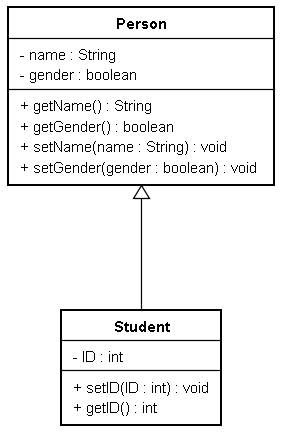 Person
- name : String
- gender : boolean
+ getName() : String
+ getGender() : boolean
+ setName(name : String) : void
+ setGender(gender : boolean) : void
Student
- ID : int
+ setID(ID : int) : void
+ getID() : int